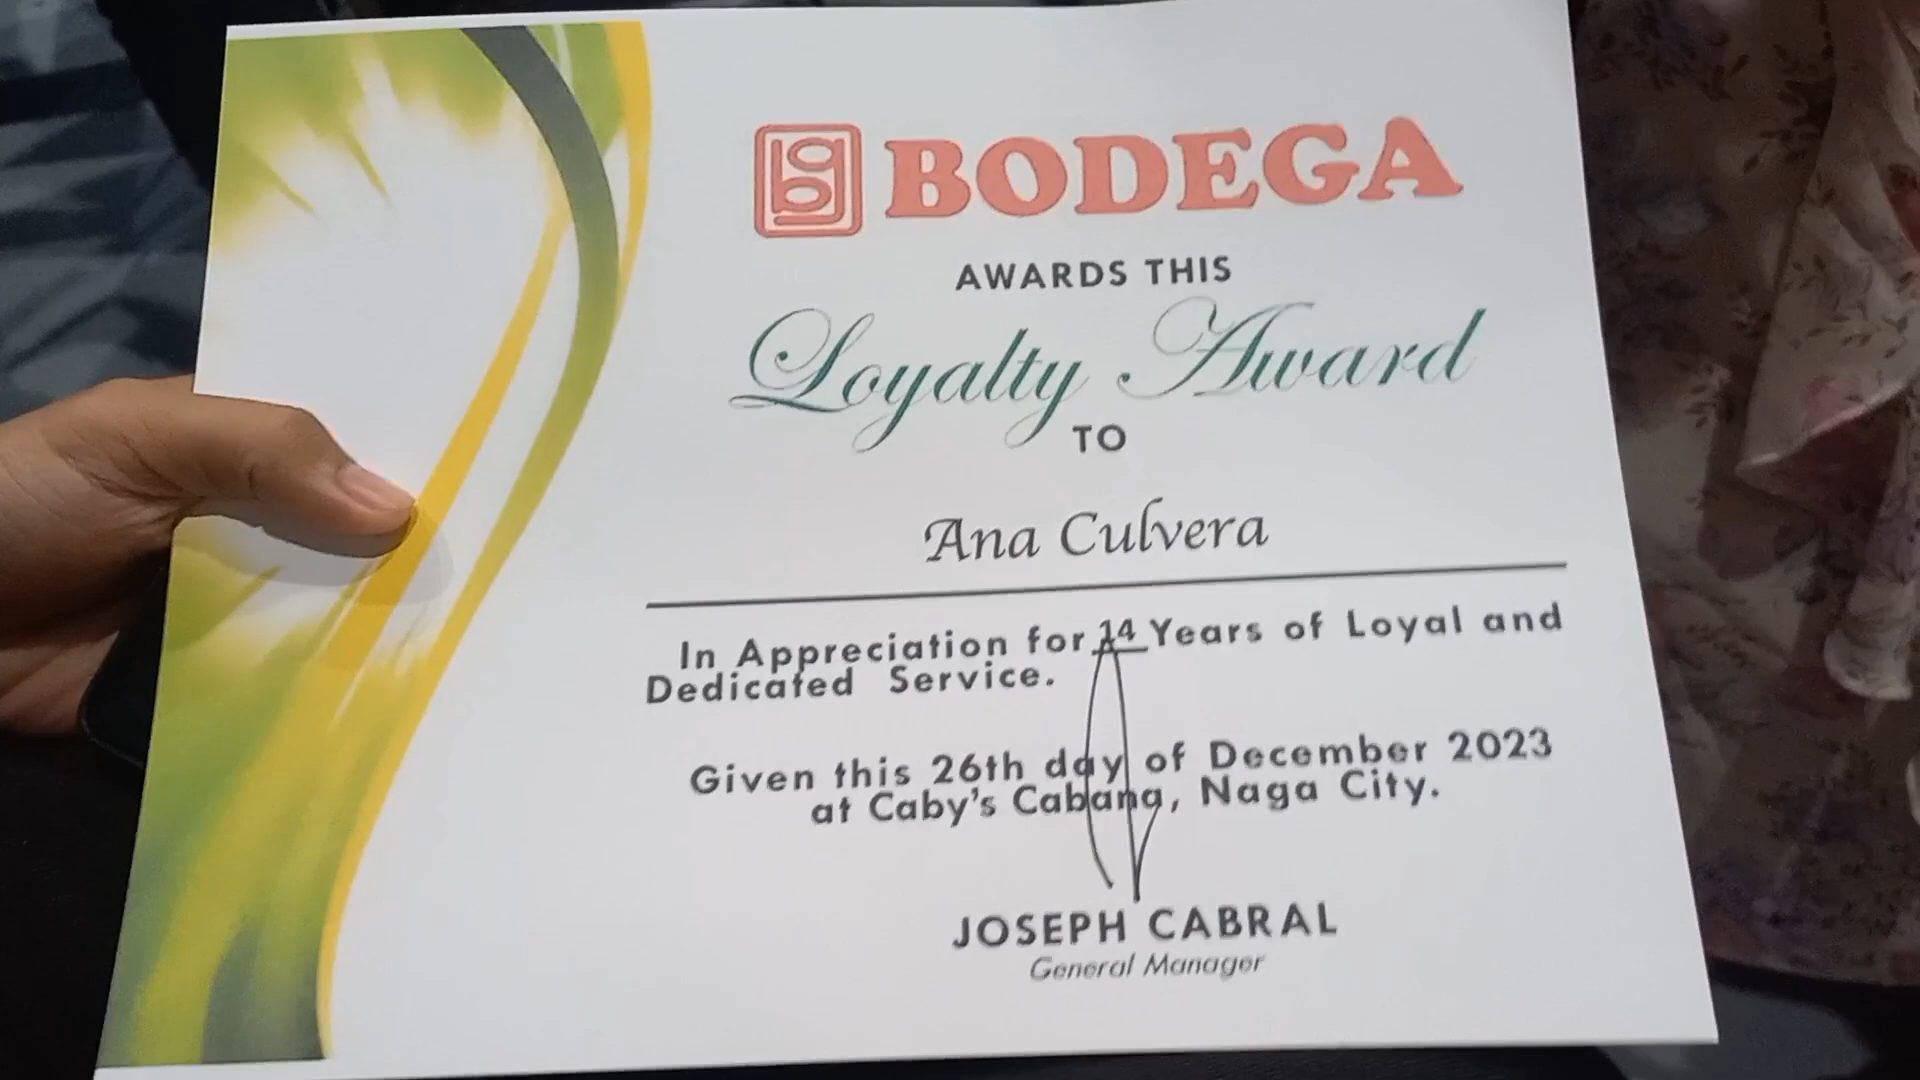 BODEGA
AWARDS THIS
Loyalty Award
TO
Ana Culvera
In Appreciation for 14 Years of Loyal and
Dedicated Service.
Given this 26th day of December 2023
at Caby's Cabana, Naga City.
JOSEPH CABRAL
General Manager